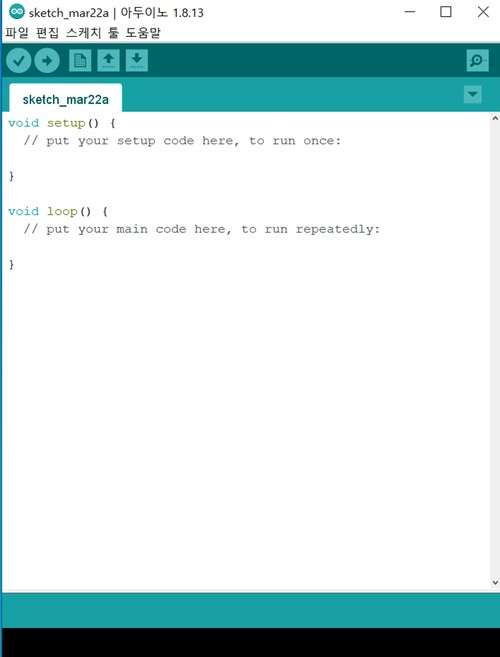 sketch_mar22a | 아두이노 1.8.13
파일 편집 스케치 툴 도움말
sketch_mar22a
void setup() {
  // put your setup code here, to run once:
}
void loop() {
  // put your main code here, to run repeatedly:
}